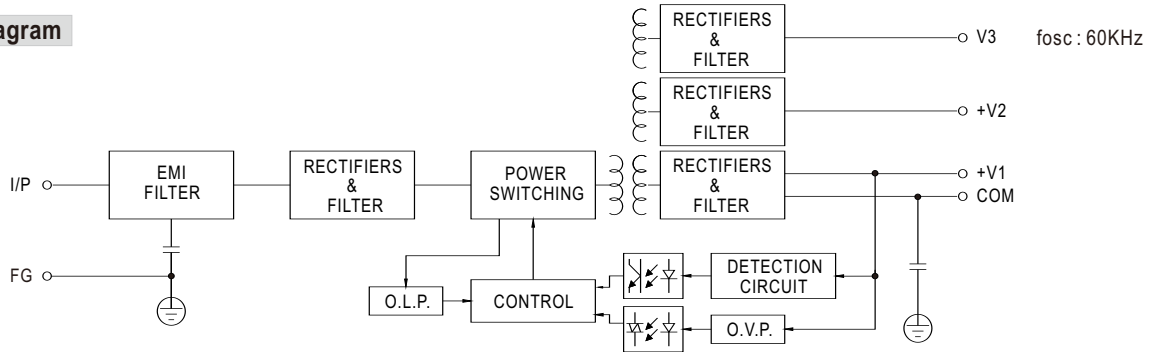 agram
RECTIFIERS
&
FILTER
V3
fosc : 60KHz
RECTIFIERS
&
FILTER
+V2
I/P
EMI
FILTER
RECTIFIERS
&
FILTER
POWER
SWITCHING
RECTIFIERS
&
FILTER
+V1
COM
FG
O.L.P.
CONTROL
DETECTION
CIRCUIT
O.V.P.